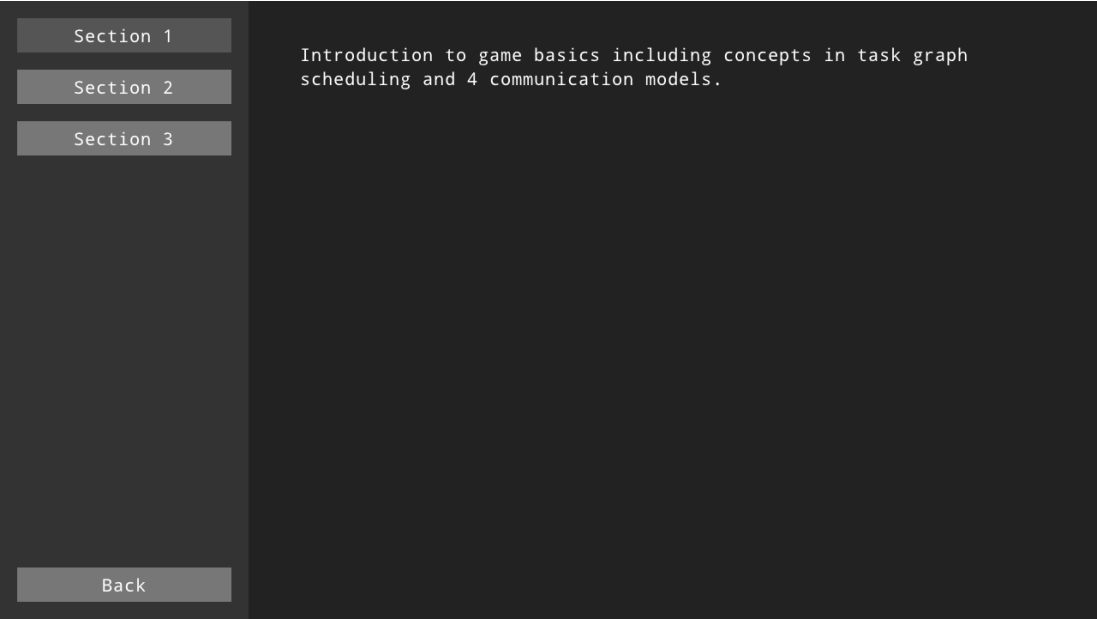 Section 1
Section 2
Section 3
Back
Introduction to game basics including concepts in task graph
scheduling and 4 communication models.